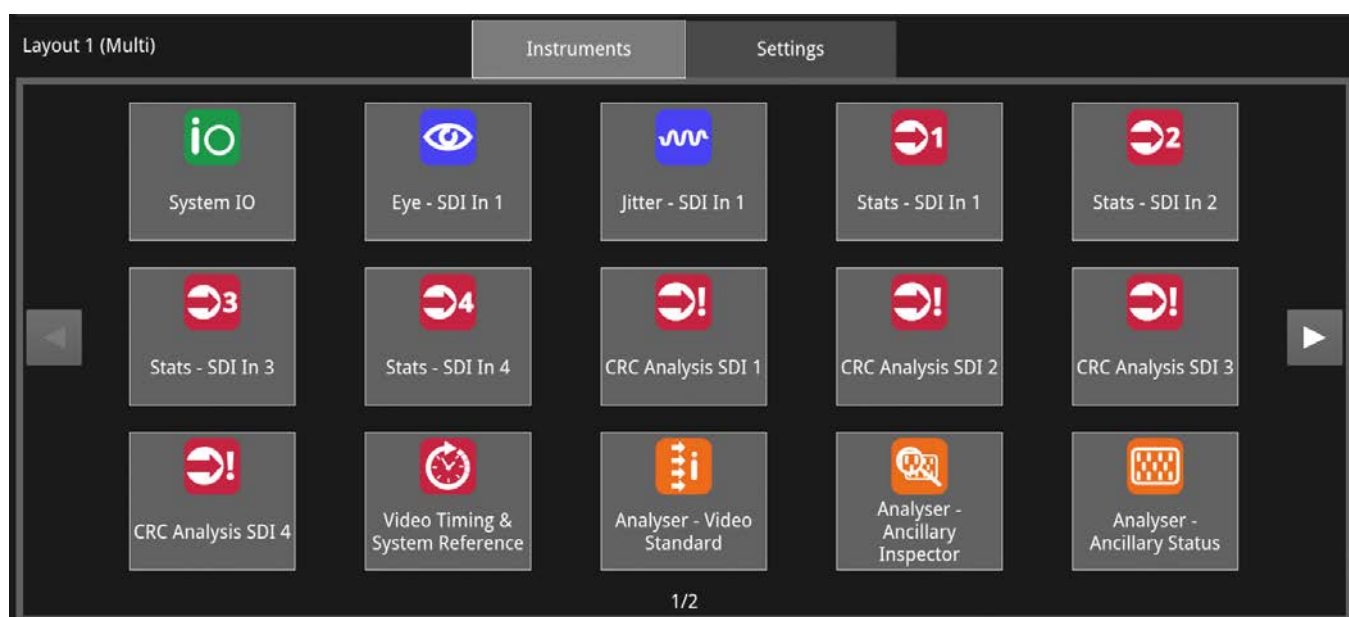 Layout 1 (Multi)
Instruments
Settings
io
System IO
Eye - SDI In 1
Jitter - SDI In 1
1
Stats - SDI In 1
2
Stats - SDI In 2
3
Stats - SDI In 3
4
Stats - SDI In 4
!
CRC Analysis SDI 1
!
CRC Analysis SDI 2
!
CRC Analysis SDI 3
!
CRC Analysis SDI 4
Video Timing &
System Reference
i
Analyser - Video
Standard
Analyser -
Ancillary
Inspector
Analyser -
Ancillary Status
1/2